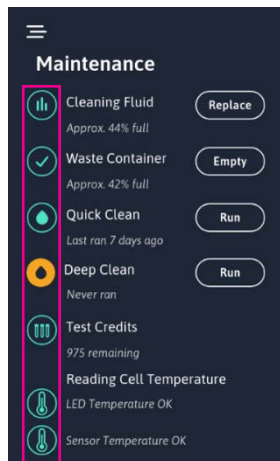 Maintenance
Cleaning Fluid
Replace
Approx. 44% full
Waste Container
Empty
Approx. 42% full
Quick Clean
Run
Last ran 7 days ago
Deep Clean
Run
Never ran
Test Credits
975 remaining
Reading Cell Temperature
LED Temperature OK
Sensor Temperature OK